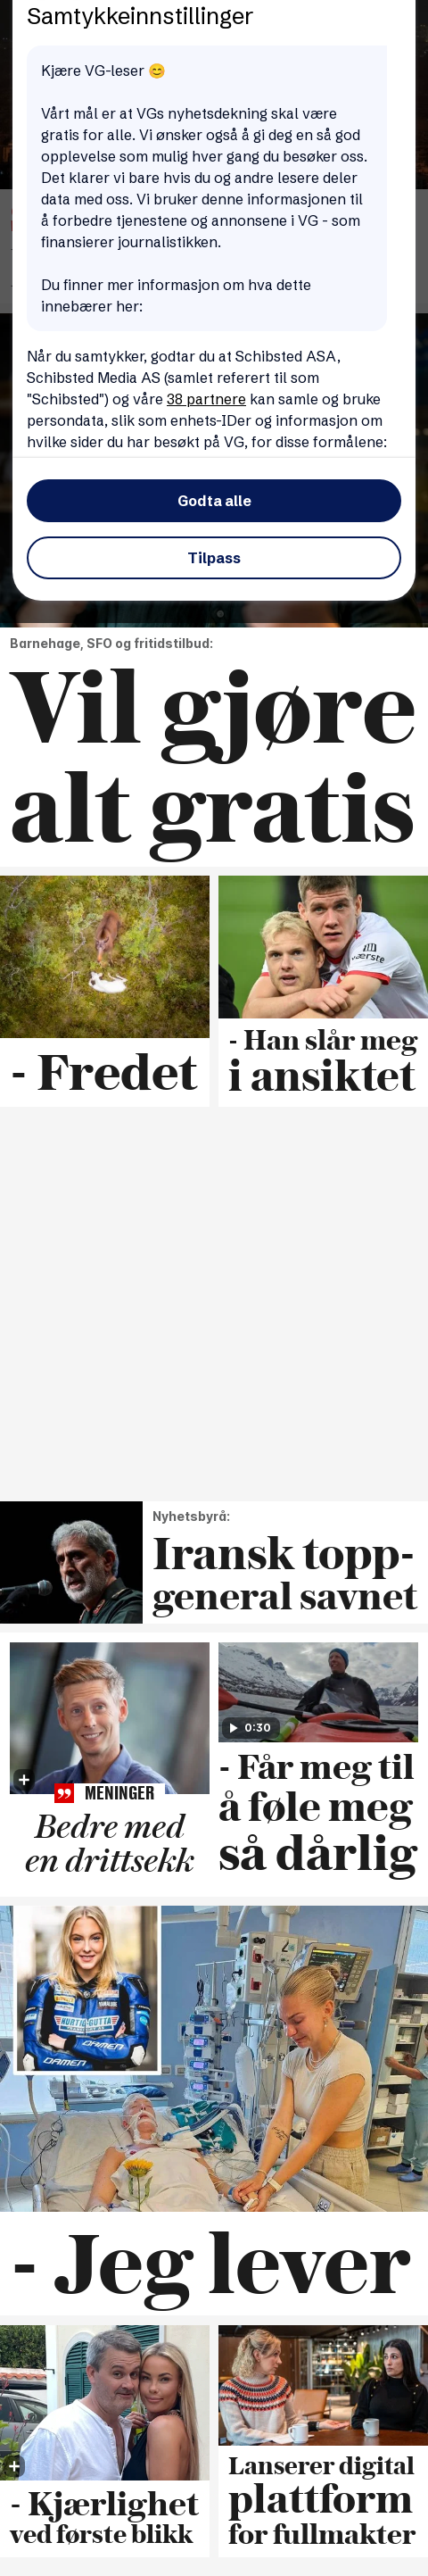 Samtykkeinnstillinger
Kjære VG-leser 😊
Vårt mål er at VGs nyhetsdekning skal være
gratis for alle. Vi ønsker også å gi deg en så god
opplevelse som mulig hver gang du besøker oss.
Det klarer vi bare hvis du og andre lesere deler
data med oss. Vi bruker denne informasjonen til
å forbedre tjenestene og annonsene i VG - som
finansierer journalistikken.
Du finner mer informasjon om hva dette
innebærer her:
Når du samtykker, godtar du at Schibsted ASA,
Schibsted Media AS (samlet referert til som
"Schibsted") og våre 38 partnere kan samle og bruke
persondata, slik som enhets-IDer og informasjon om
hvilke sider du har besøkt på VG, for disse formålene:
Godta alle
Tilpass
Barnehage, SFO og fritidstilbud:
Vil gjøre
alt gratis
- Fredet
- Han slår meg
i ansiktet
Nyhetsbyrå:
Iransk topp-
general savnet
MENINGER
Bedre med
en drittsekk
0:30
- Får meg til
å føle meg
så dårlig
HURTIG-GUTTA
DAMEN
DAMEN
- Jeg lever
- Kjærlighet
ved første blikk
Lanserer digital
plattform
for fullmakter